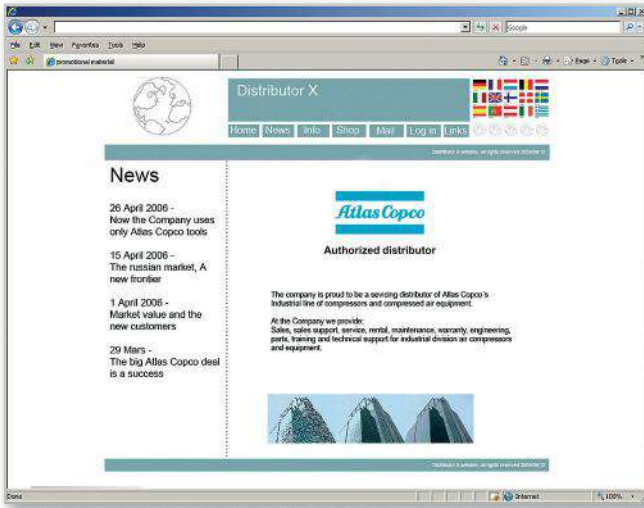 Google
File Edit View Favorites Tools Help
promotional material
Page
Tools
Distributor X
Home News Info Shop Mail Log in Links
News
26 April 2006 -
Now the Company uses
only Atlas Copco tools
15 April 2006 -
The russian market, A
new frontier
1 April 2006 -
Market value and the
new customers
29 Mars -
The big Atlas Copco deal
is a success
Atlas Copco
Authorized distributor
The company is proud to be a servicing distributor of Atlas Copco´s
Industrial line of compressors and compressed air equipment.
At the Company we provide:
Sales, sales support, service, rental, maintenance, warranty, engineering,
parts, training and technical support for industrial division air compressors
and equipment.
Done
Internet
100%